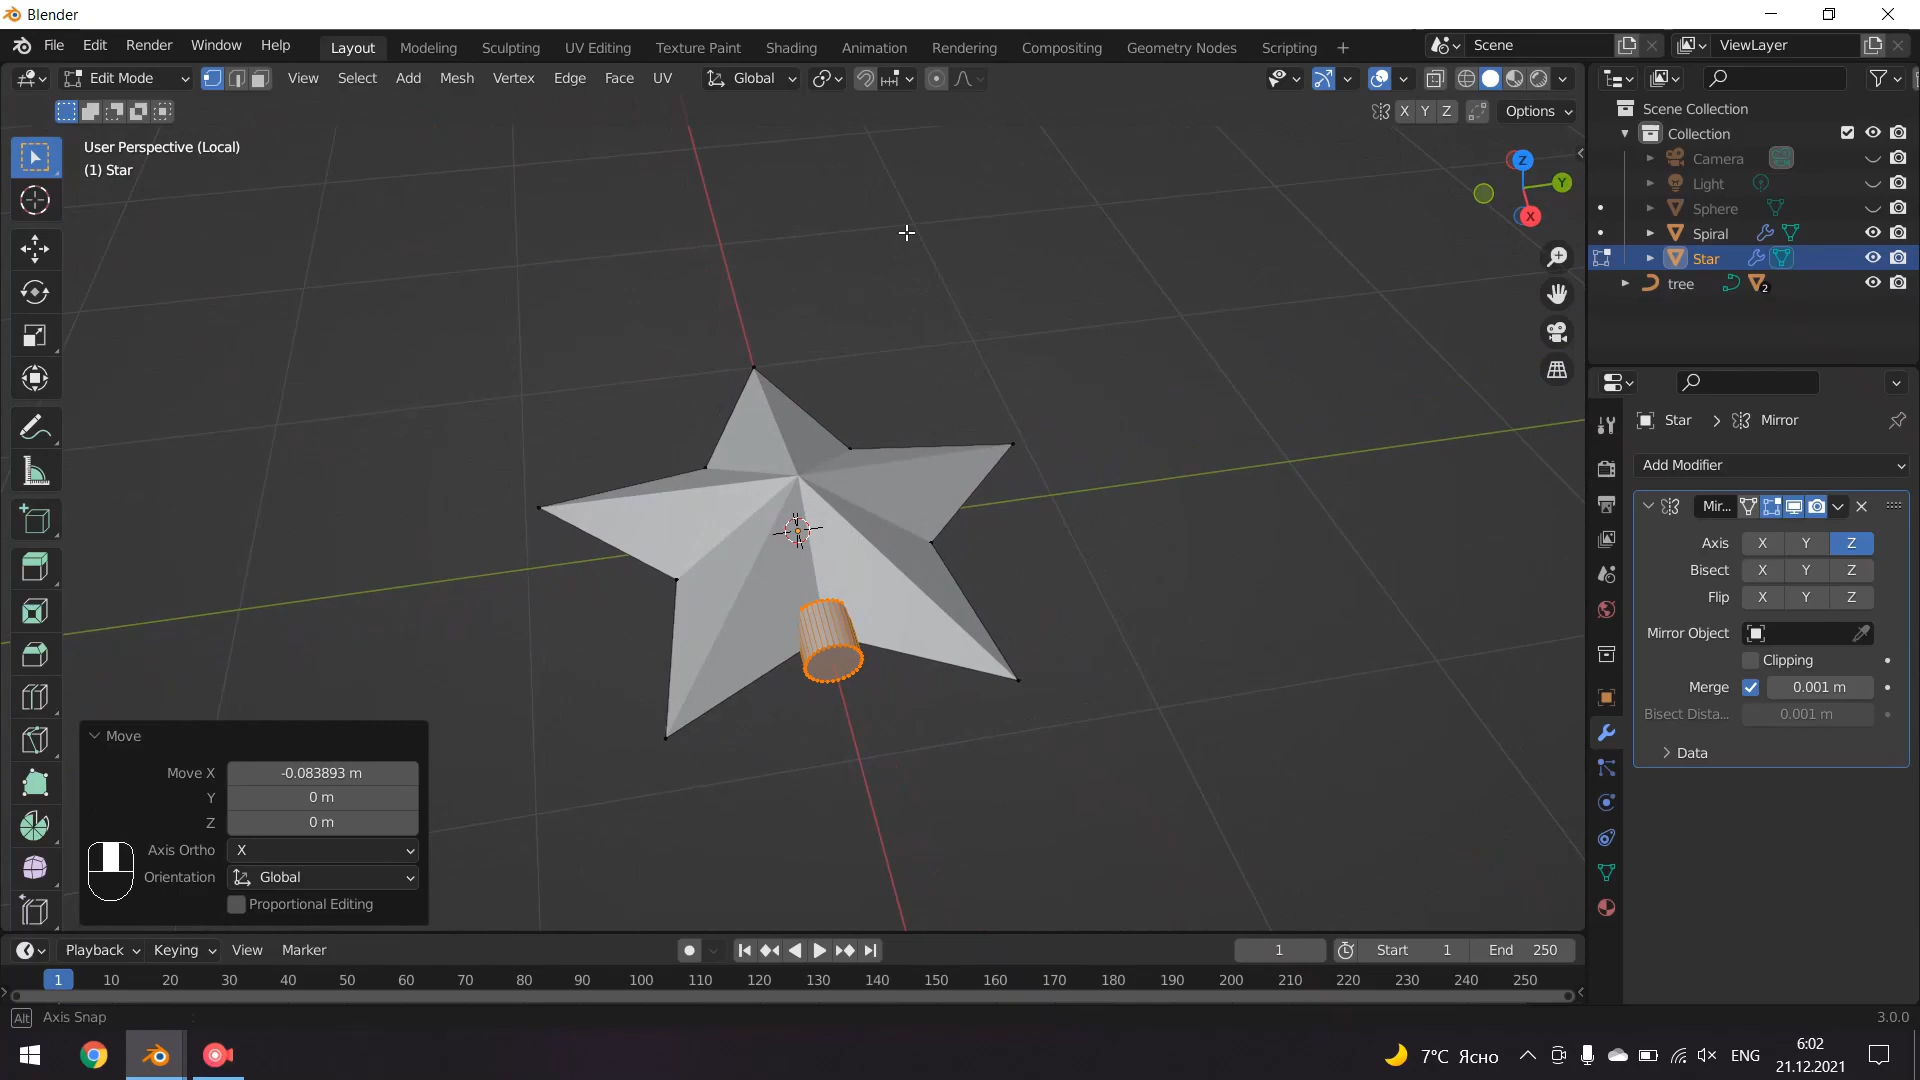 Blender
File Edit Render Window Help Layout Modeling Sculpting UV Editing Texture Paint Shading Animation Rendering Compositing Geometry Nodes Scripting + Scene ViewLayer
Edit Mode View Select Add Mesh Vertex Edge Face UV Global
X Y Z Options
User Perspective (Local)
(1) Star
Z
Y
X
Scene Collection
Collection
Camera
Light
Sphere
Spiral
Star
tree 2
Star > Mirror
Add Modifier
Mir...
Axis X Y Z
Bisect X Y Z
Flip X Y Z
Mirror Object
Clipping
Merge 0.001 m
Bisect Dista... 0.001 m
Data
Move
Move X -0.083893 m
Y 0 m
Z 0 m
Axis Ortho X
Orientation Global
Proportional Editing
Playback Keying View Marker 1 Start 1 End 250
1 10 20 30 40 50 60 70 80 90 100 110 120 130 140 150 160 170 180 190 200 210 220 230 240 250
Alt Axis Snap 3.0.0
7°C Ясно ENG 6:02
21.12.2021